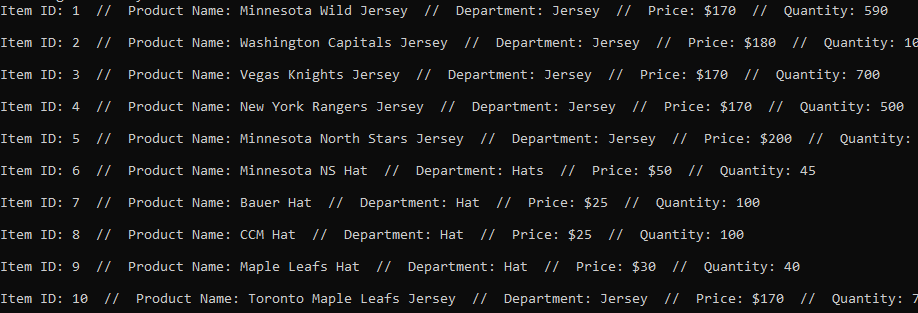 Item ID: 1  //  Product Name: Minnesota Wild Jersey  //  Department: Jersey  //  Price: $170  //  Quantity: 590
Item ID: 2  //  Product Name: Washington Capitals Jersey  //  Department: Jersey  //  Price: $180  //  Quantity:
Item ID: 3  //  Product Name: Vegas Knights Jersey  //  Department: Jersey  //  Price: $170  //  Quantity: 700
Item ID: 4  //  Product Name: New York Rangers Jersey  //  Department: Jersey  //  Price: $170  //  Quantity: 500
Item ID: 5  //  Product Name: Minnesota North Stars Jersey  //  Department: Jersey  //  Price: $200  //  Quantity:
Item ID: 6  //  Product Name: Minnesota NS Hat  //  Department: Hats  //  Price: $50  //  Quantity: 45
Item ID: 7  //  Product Name: Bauer Hat  //  Department: Hat  //  Price: $25  //  Quantity: 100
Item ID: 8  //  Product Name: CCM Hat  //  Department: Hat  //  Price: $25  //  Quantity: 100
Item ID: 9  //  Product Name: Maple Leafs Hat  //  Department: Hat  //  Price: $30  //  Quantity: 40
Item ID: 10  //  Product Name: Toronto Maple Leafs Jersey  //  Department: Jersey  //  Price: $170  //  Quantity: